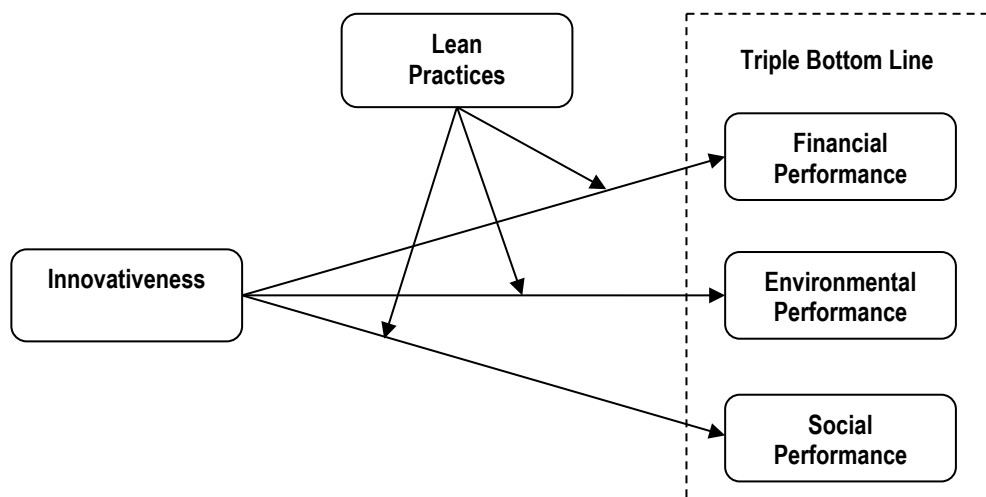 Lean
Practices
Triple Bottom Line
Financial
Performance
Innovativeness
Environmental
Performance
Social
Performance